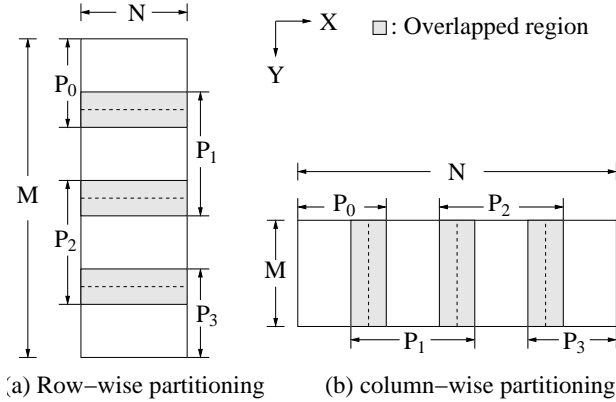 N
X
: Overlapped region
Y
P0
M
P1
P2
P3
N
P0
P2
M
P1
P3
(a) Row–wise partitioning
(b) column–wise partitioning